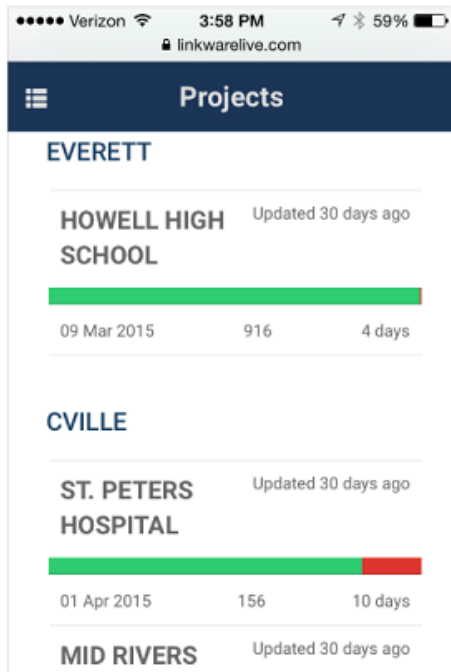 Verizon 3:58 PM 59%
linkwarelive.com
Projects
EVERETT
HOWELL HIGH Updated 30 days ago
SCHOOL
09 Mar 2015 916 4 days
CVILLE
ST. PETERS Updated 30 days ago
HOSPITAL
01 Apr 2015 156 10 days
MID RIVERS Updated 30 days ago